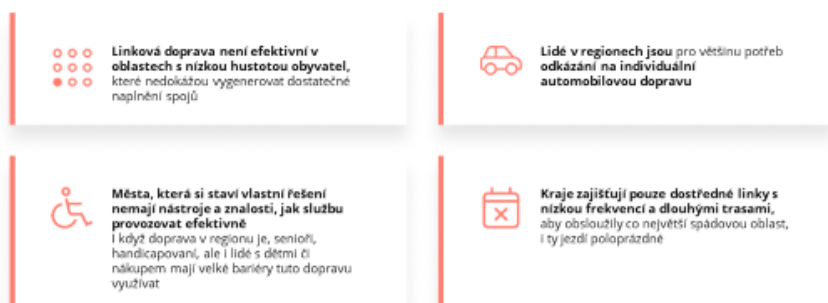 Linková doprava není efektivní v
oblastech s nízkou hustotou obyvatel,
které nedokážou vygenerovat dostatečné
naplnění spojů
Lidé v regionech jsou pro většinu potřeb
odkázání na individuální
automobilovou dopravu
Města, která si staví vlastní řešení
nemají nástroje a znalosti, jak službu
provozovat efektivně
I když doprava v regionu je, senioři,
handicapovaní, ale i lidé s dětmi či
nákupem mají velké bariéry tuto dopravu
využívat
Kraje zajišťují pouze dostředné linky s
nízkou frekvencí a dlouhými trasami,
aby obsloužily co největší spádovou oblast,
i ty jezdí poloprázdné